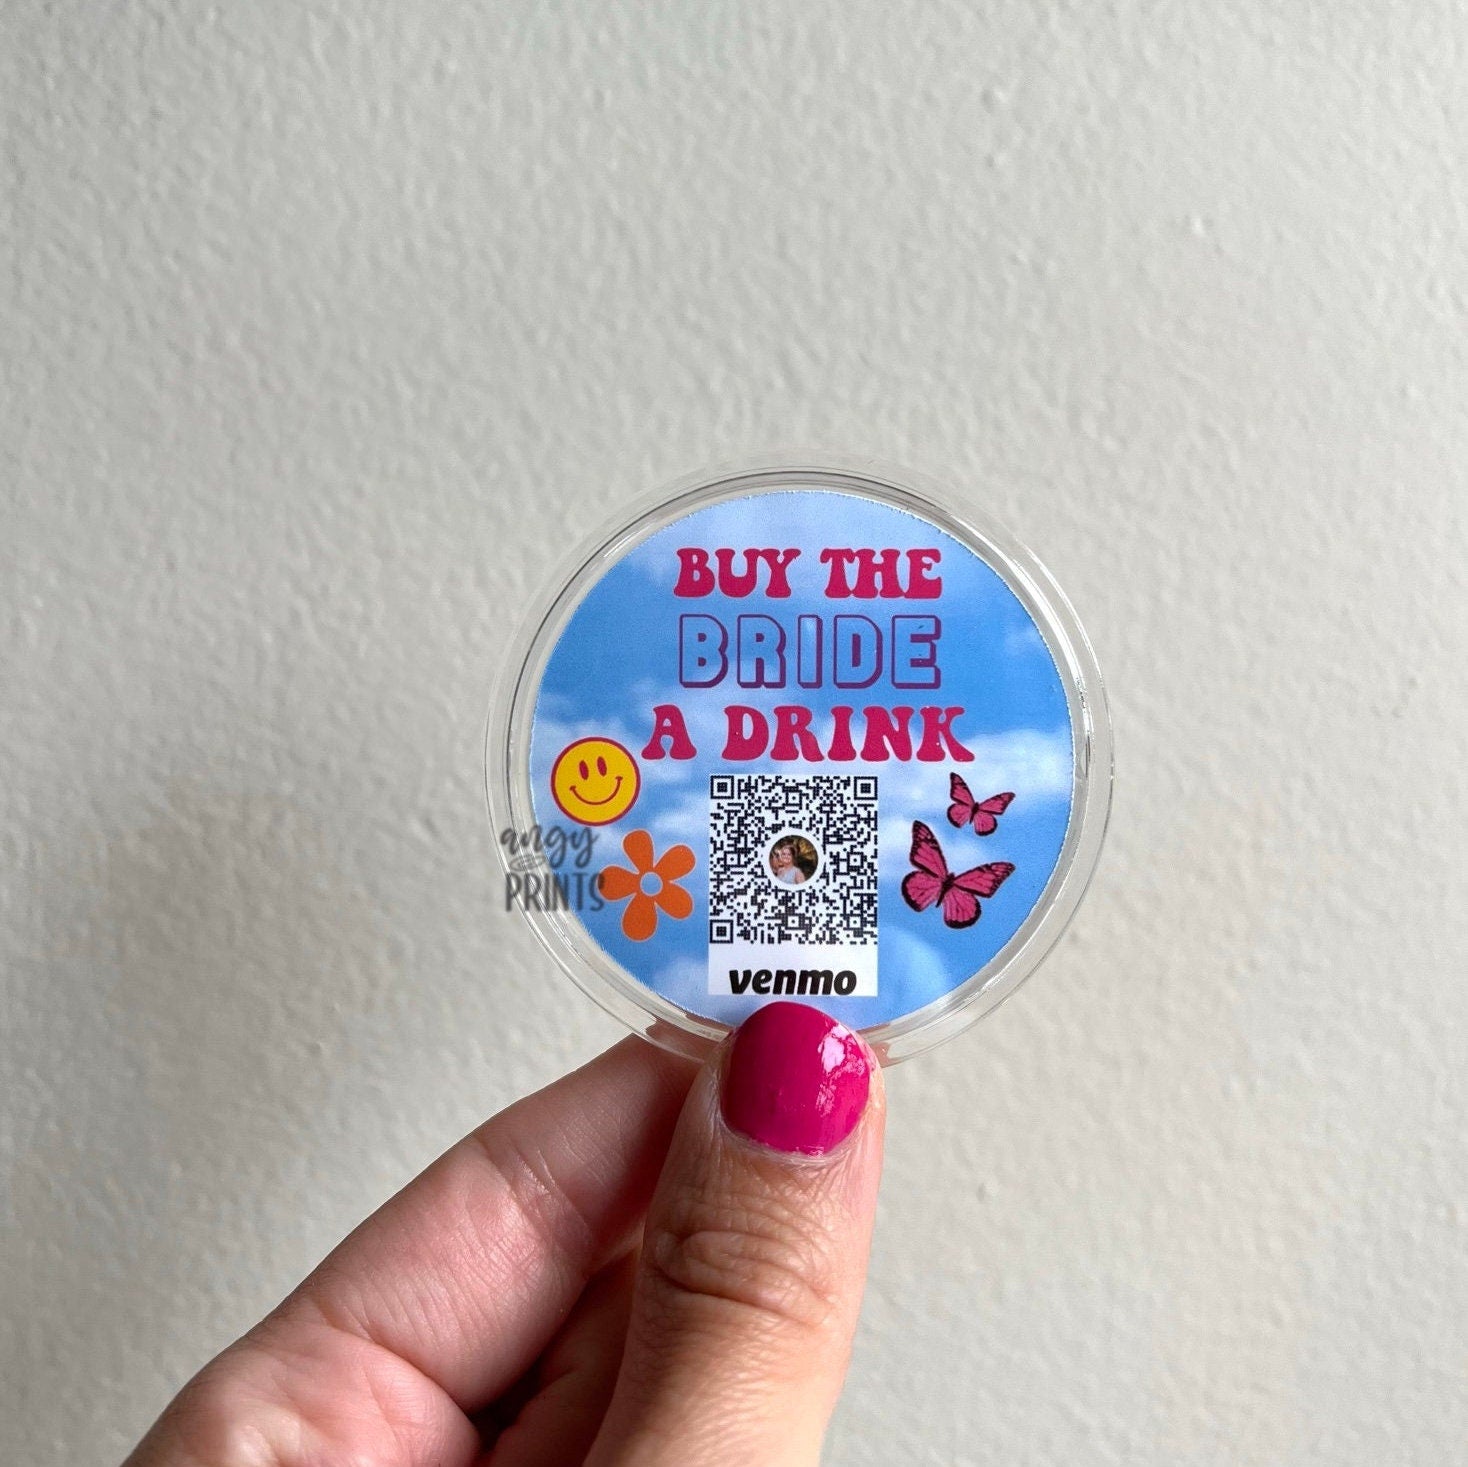 BUY THE
BRIDE
A DRINK
angy
PRINTS
venmo